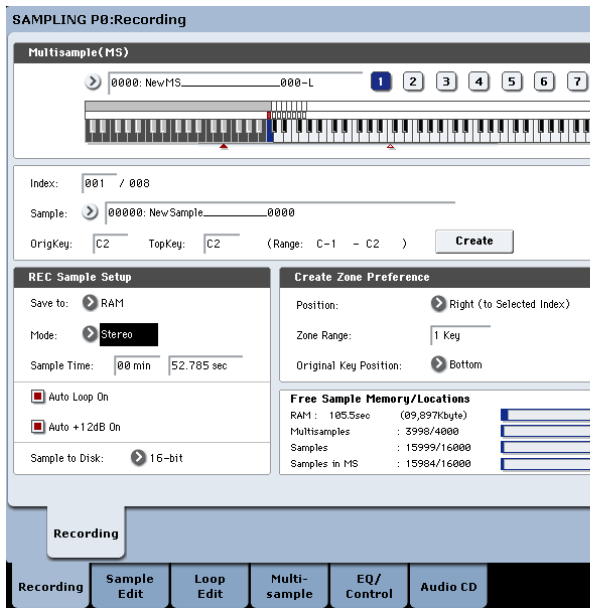 SAMPLING P0:Recording
Multisample(MS)
0000: NewMS____________000-L
1 2 3 4 5 6 7
Index: 001 / 008
Sample: 00000: NewSample____________0000
OrigKey: C2 TopKey: C2 (Range: C-1 - C2 ) Create
REC Sample Setup
Save to: RAM
Mode: Stereo
Sample Time: 00 min 52.785 sec
Auto Loop On
Auto +12dB On
Sample to Disk: 16-bit
Create Zone Preference
Position: Right (to Selected Index)
Zone Range: 1 Key
Original Key Position: Bottom
Free Sample Memory/Locations
RAM : 105.5sec (09,897Kbyte)
Multisamples : 3998/4000
Samples : 15999/16000
Samples in MS : 15984/16000
Recording
Recording
Sample Edit
Loop Edit
Multi-sample
EQ/ Control
Audio CD